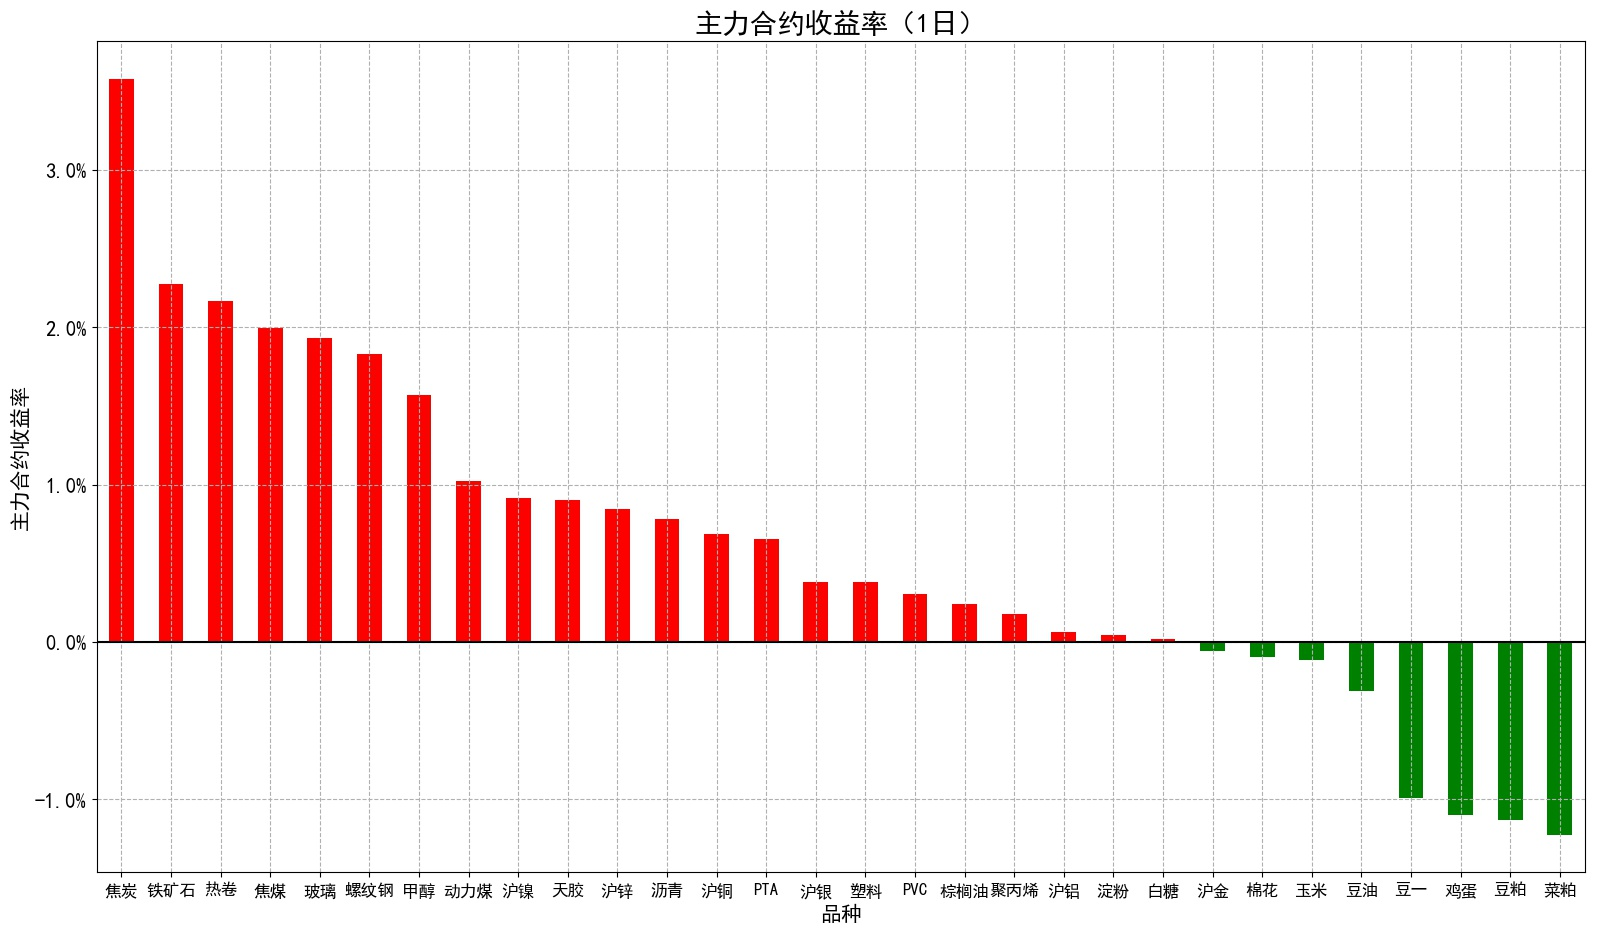 主力合约收益率（1日）
主力合约收益率
3.0%
2.0%
1.0%
0.0%
−1.0%
焦炭 铁矿石 热卷 焦煤 玻璃 螺纹钢 甲醇 动力煤 沪镍 天胶 沪锌 沥青 沪铜 PTA 沪银 塑料 PVC 棕榈油 聚丙烯 沪铝 淀粉 白糖 沪金 棉花 玉米 豆油 豆一 鸡蛋 豆粕 菜粕
品种